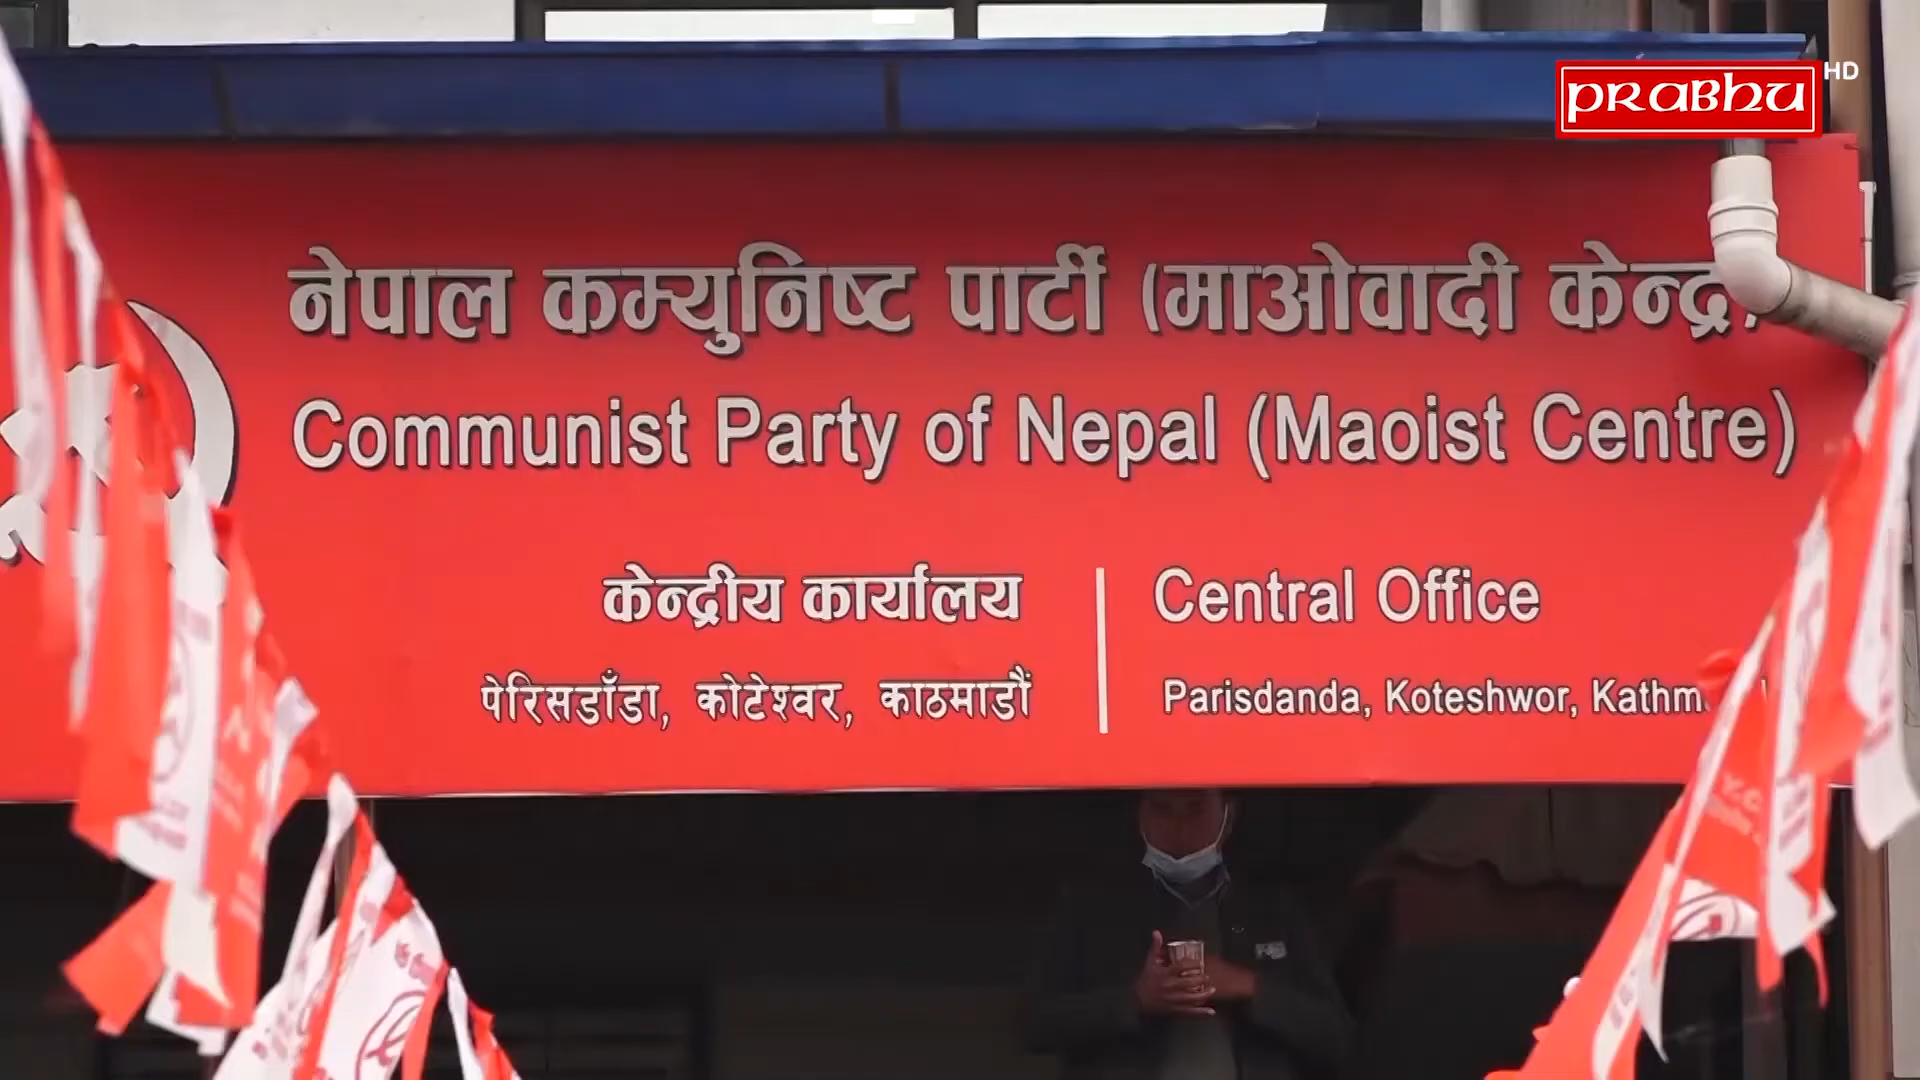 PRABHU HD
नेपाल कम्युनिष्ट पार्टी (माओवादी केन्द्र)
Communist Party of Nepal (Maoist Centre)
केन्द्रीय कार्यालय
पेरिसडाँडा, कोटेश्वर, काठमाडौं
Central Office
Parisdanda, Koteshwor,